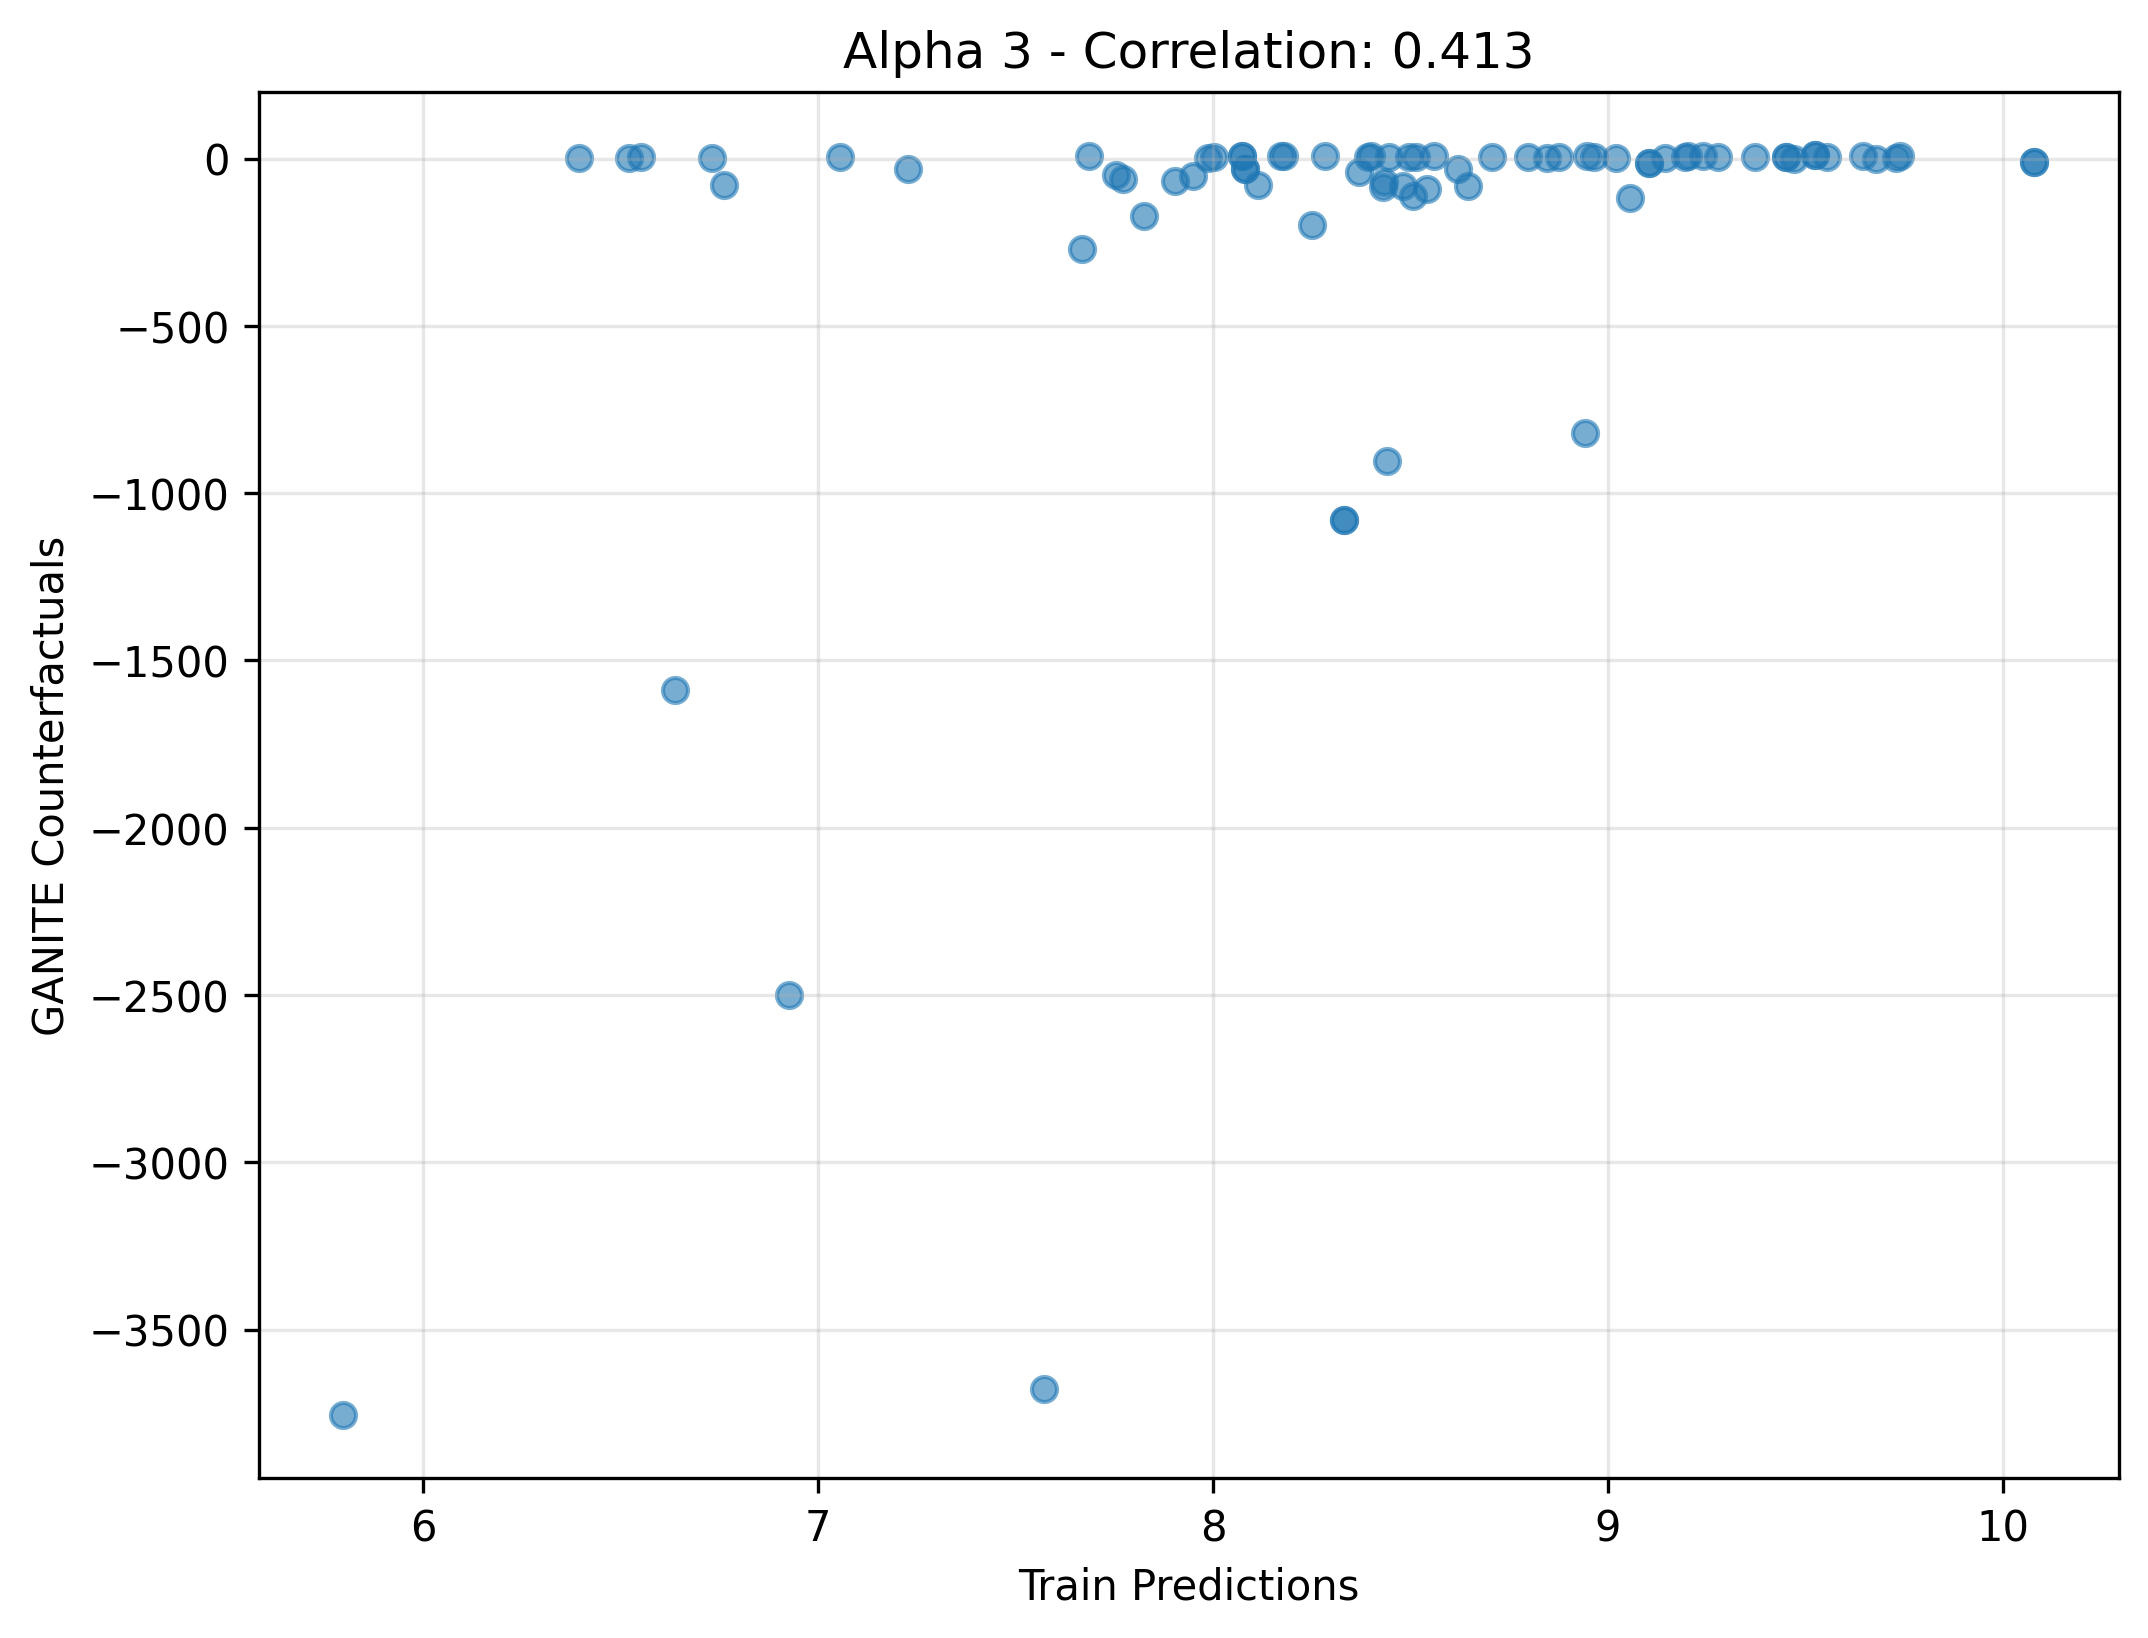 Alpha 3 - Correlation: 0.413
0
−500
−1000
−1500
−2000
−2500
−3000
−3500
GANITE Counterfactuals
6 7 8 9 10
Train Predictions